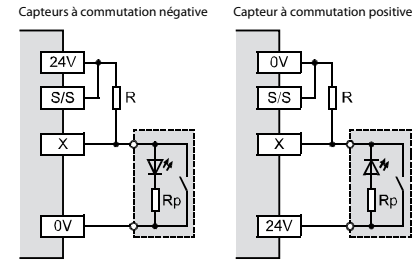 Capteurs à commutation négative
24V
S/S
R
X
Rp
0V
Capteur à commutation positive
0V
S/S
R
X
Rp
24V